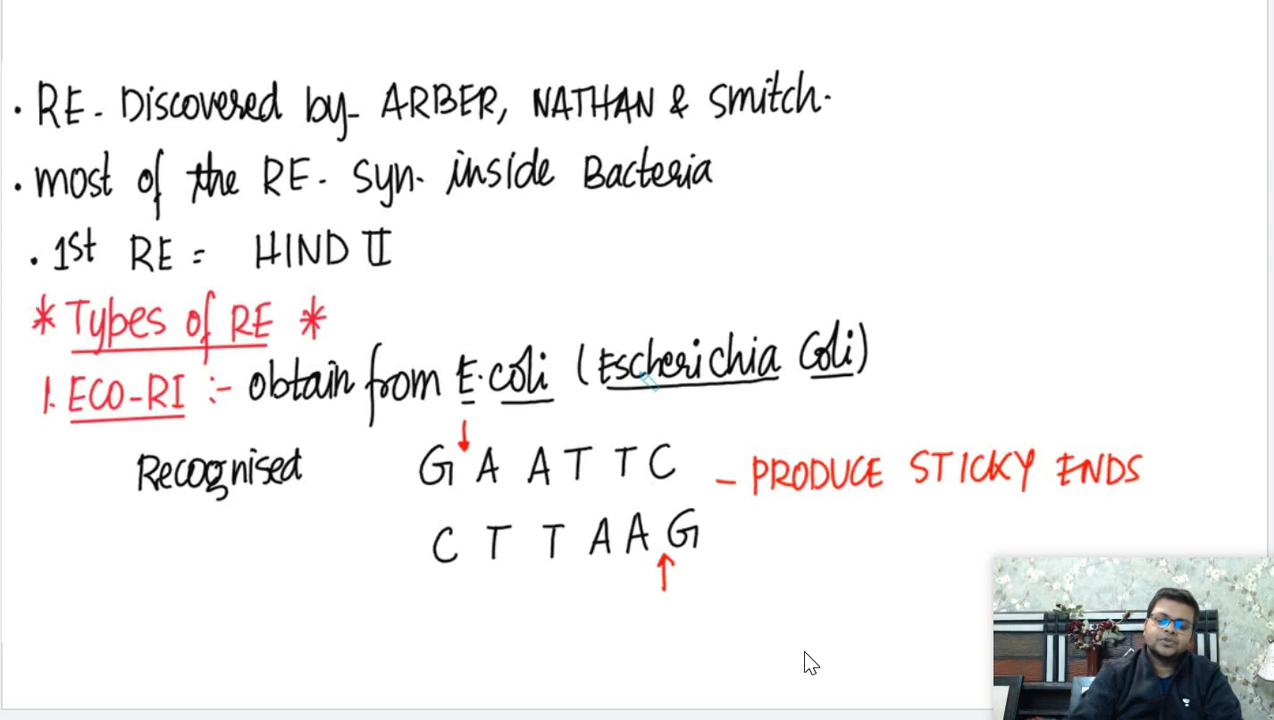 . RE - Discovered by - ARBER, NATHAN & Smitch.
. most of the RE - Syn. inside Bacteria
. 1st RE = HIND II
* Types of RE *
1. ECO-RI :- obtain from E.coli (Escherichia Coli)
Recognised G A A T T C - PRODUCE STICKY ENDS
C T T A A G